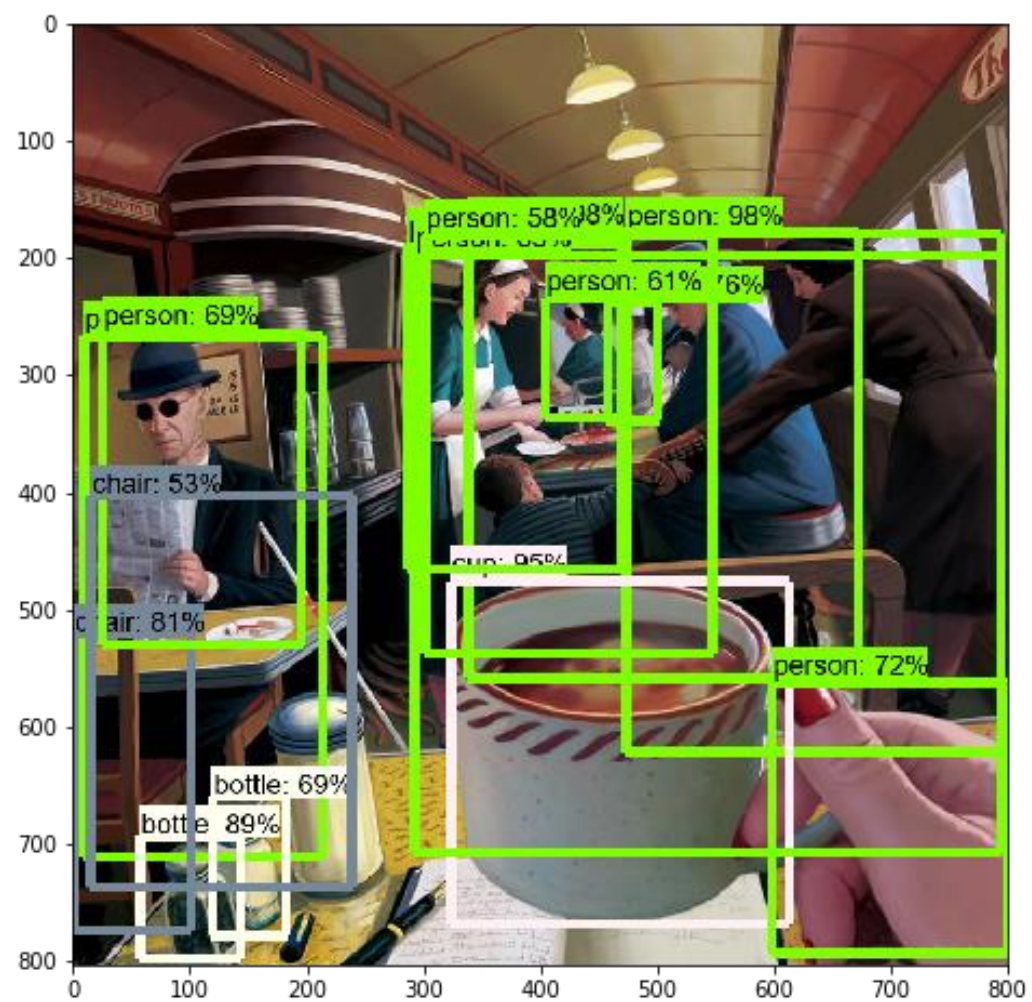 0
100
person: 58%
person: 98%
200
person: 61%
76%
person: 69%
300
chair: 53%
400
cup: 95%
500
chair: 81%
person: 72%
600
bottle: 69%
bottle 89%
700
800
0 100 200 300 400 500 600 700 800